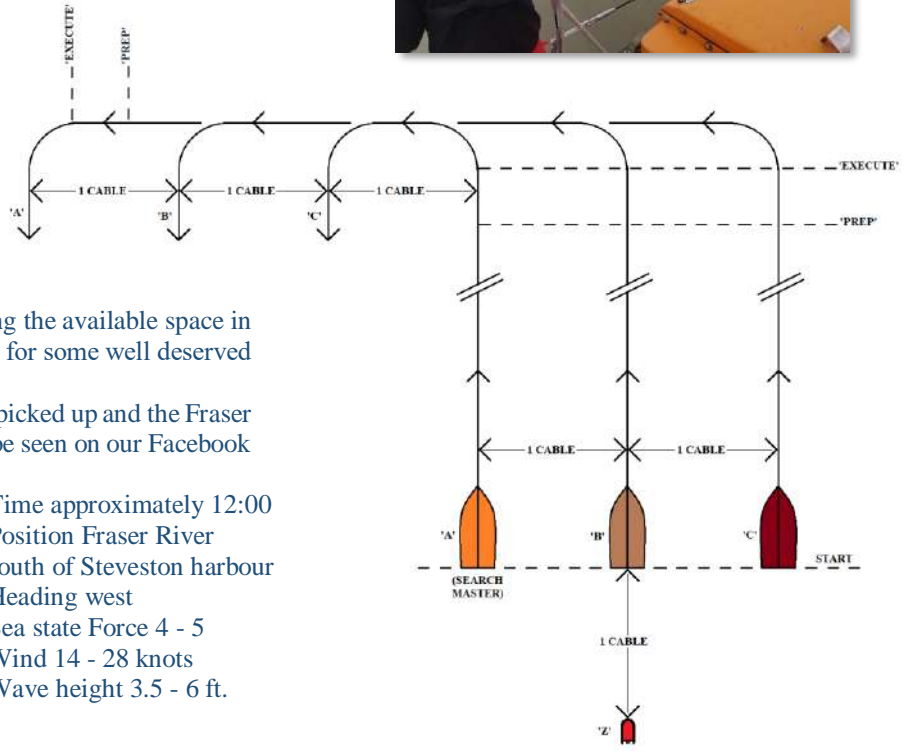 'EXECUTE'
'PREP'
'EXECUTE'
1 CABLE
1 CABLE
1 CABLE
'A'
'B'
'C'
'PREP'
ng the available space in
for some well deserved
picked up and the Fraser
be seen on our Facebook
1 CABLE
1 CABLE
Time approximately 12:00
Position Fraser River
outh of Steveston harbour
Heading west
ea state Force 4 - 5
Wind 14 - 28 knots
Wave height 3.5 - 6 ft.
'A'
'B'
'C'
START
(SEARCH
MASTER)
1 CABLE
'Z'